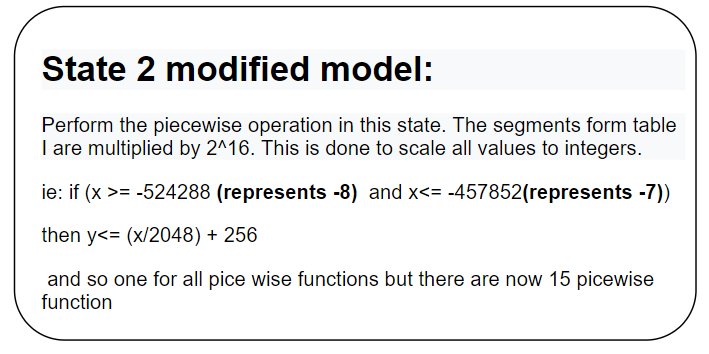 State 2 modified model:
Perform the piecewise operation in this state. The segments form table
I are multiplied by 2^16. This is done to scale all values to integers.
ie: if (x >= -524288 (represents -8)  and x<= -457852(represents -7))
then y<= (x/2048) + 256
and so one for all pice wise functions but there are now 15 picewise
function